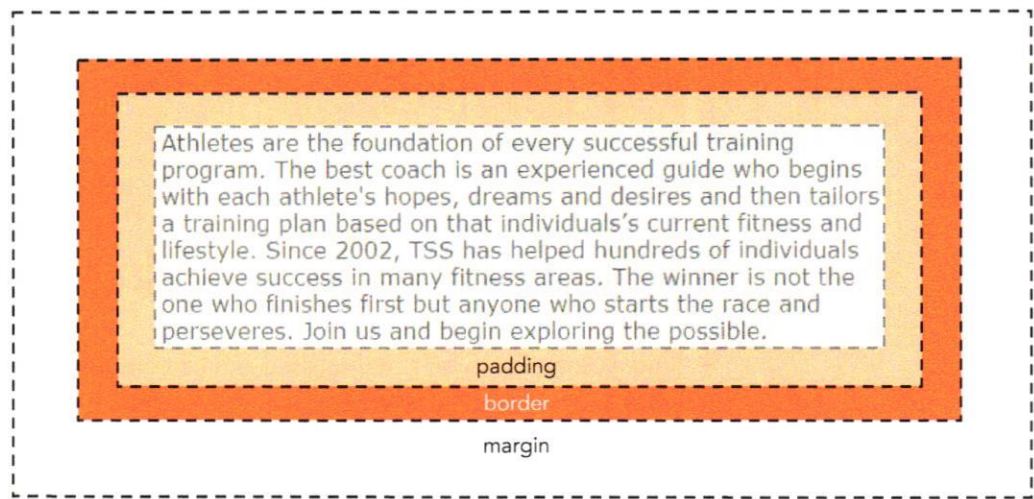 Athletes are the foundation of every successful training
program. The best coach is an experienced guide who begins
with each athlete's hopes, dreams and desires and then tailors
a training plan based on that individuals's current fitness and
lifestyle. Since 2002, TSS has helped hundreds of individuals
achieve success in many fitness areas. The winner is not the
one who finishes first but anyone who starts the race and
perseveres. Join us and begin exploring the possible.
padding
border
margin